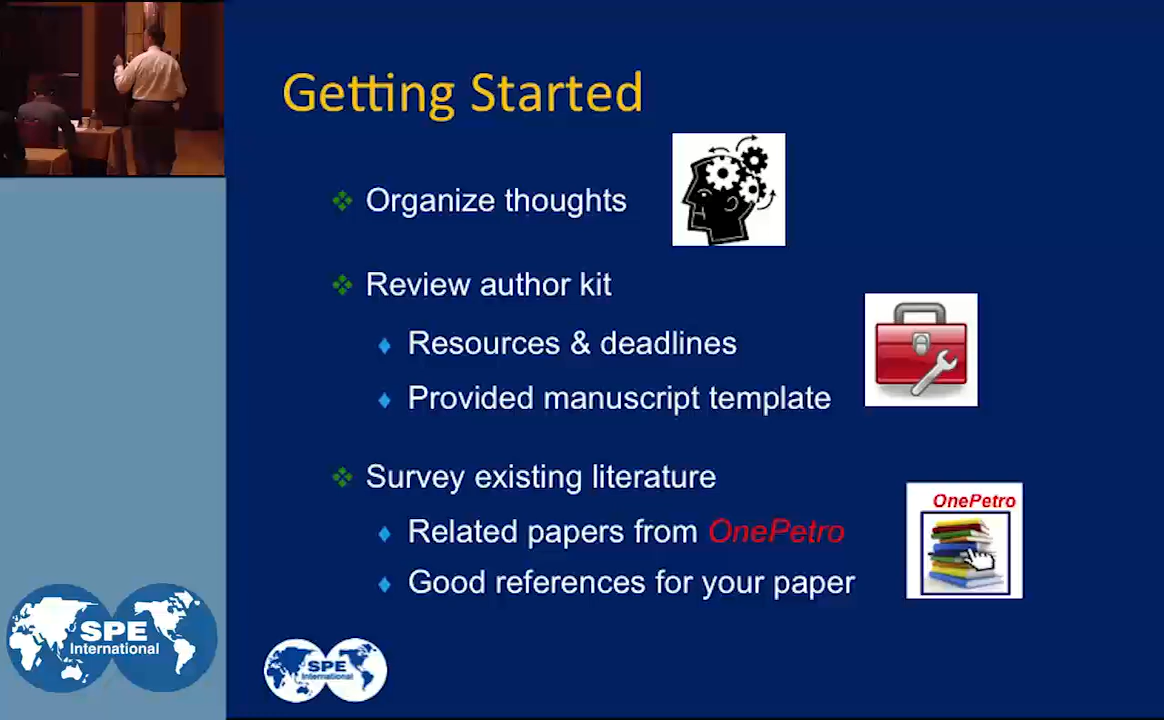 Getting Started
Organize thoughts
Review author kit
Resources & deadlines
Provided manuscript template
Survey existing literature
OnePetro
Related papers from OnePetro
Good references for your paper
SPE
International
SPE
International